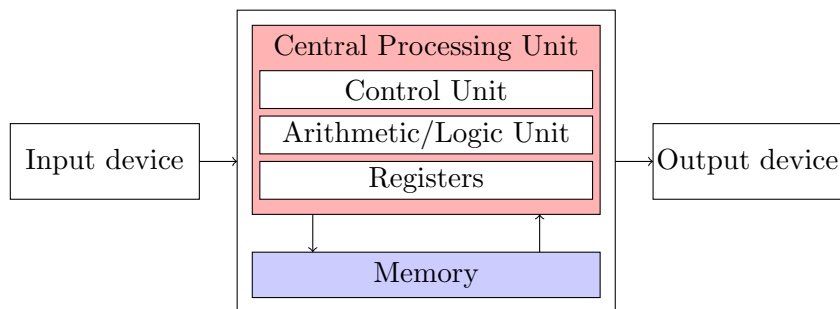 Central Processing Unit
Control Unit
Arithmetic/Logic Unit
Registers
Input device
Output device
Memory